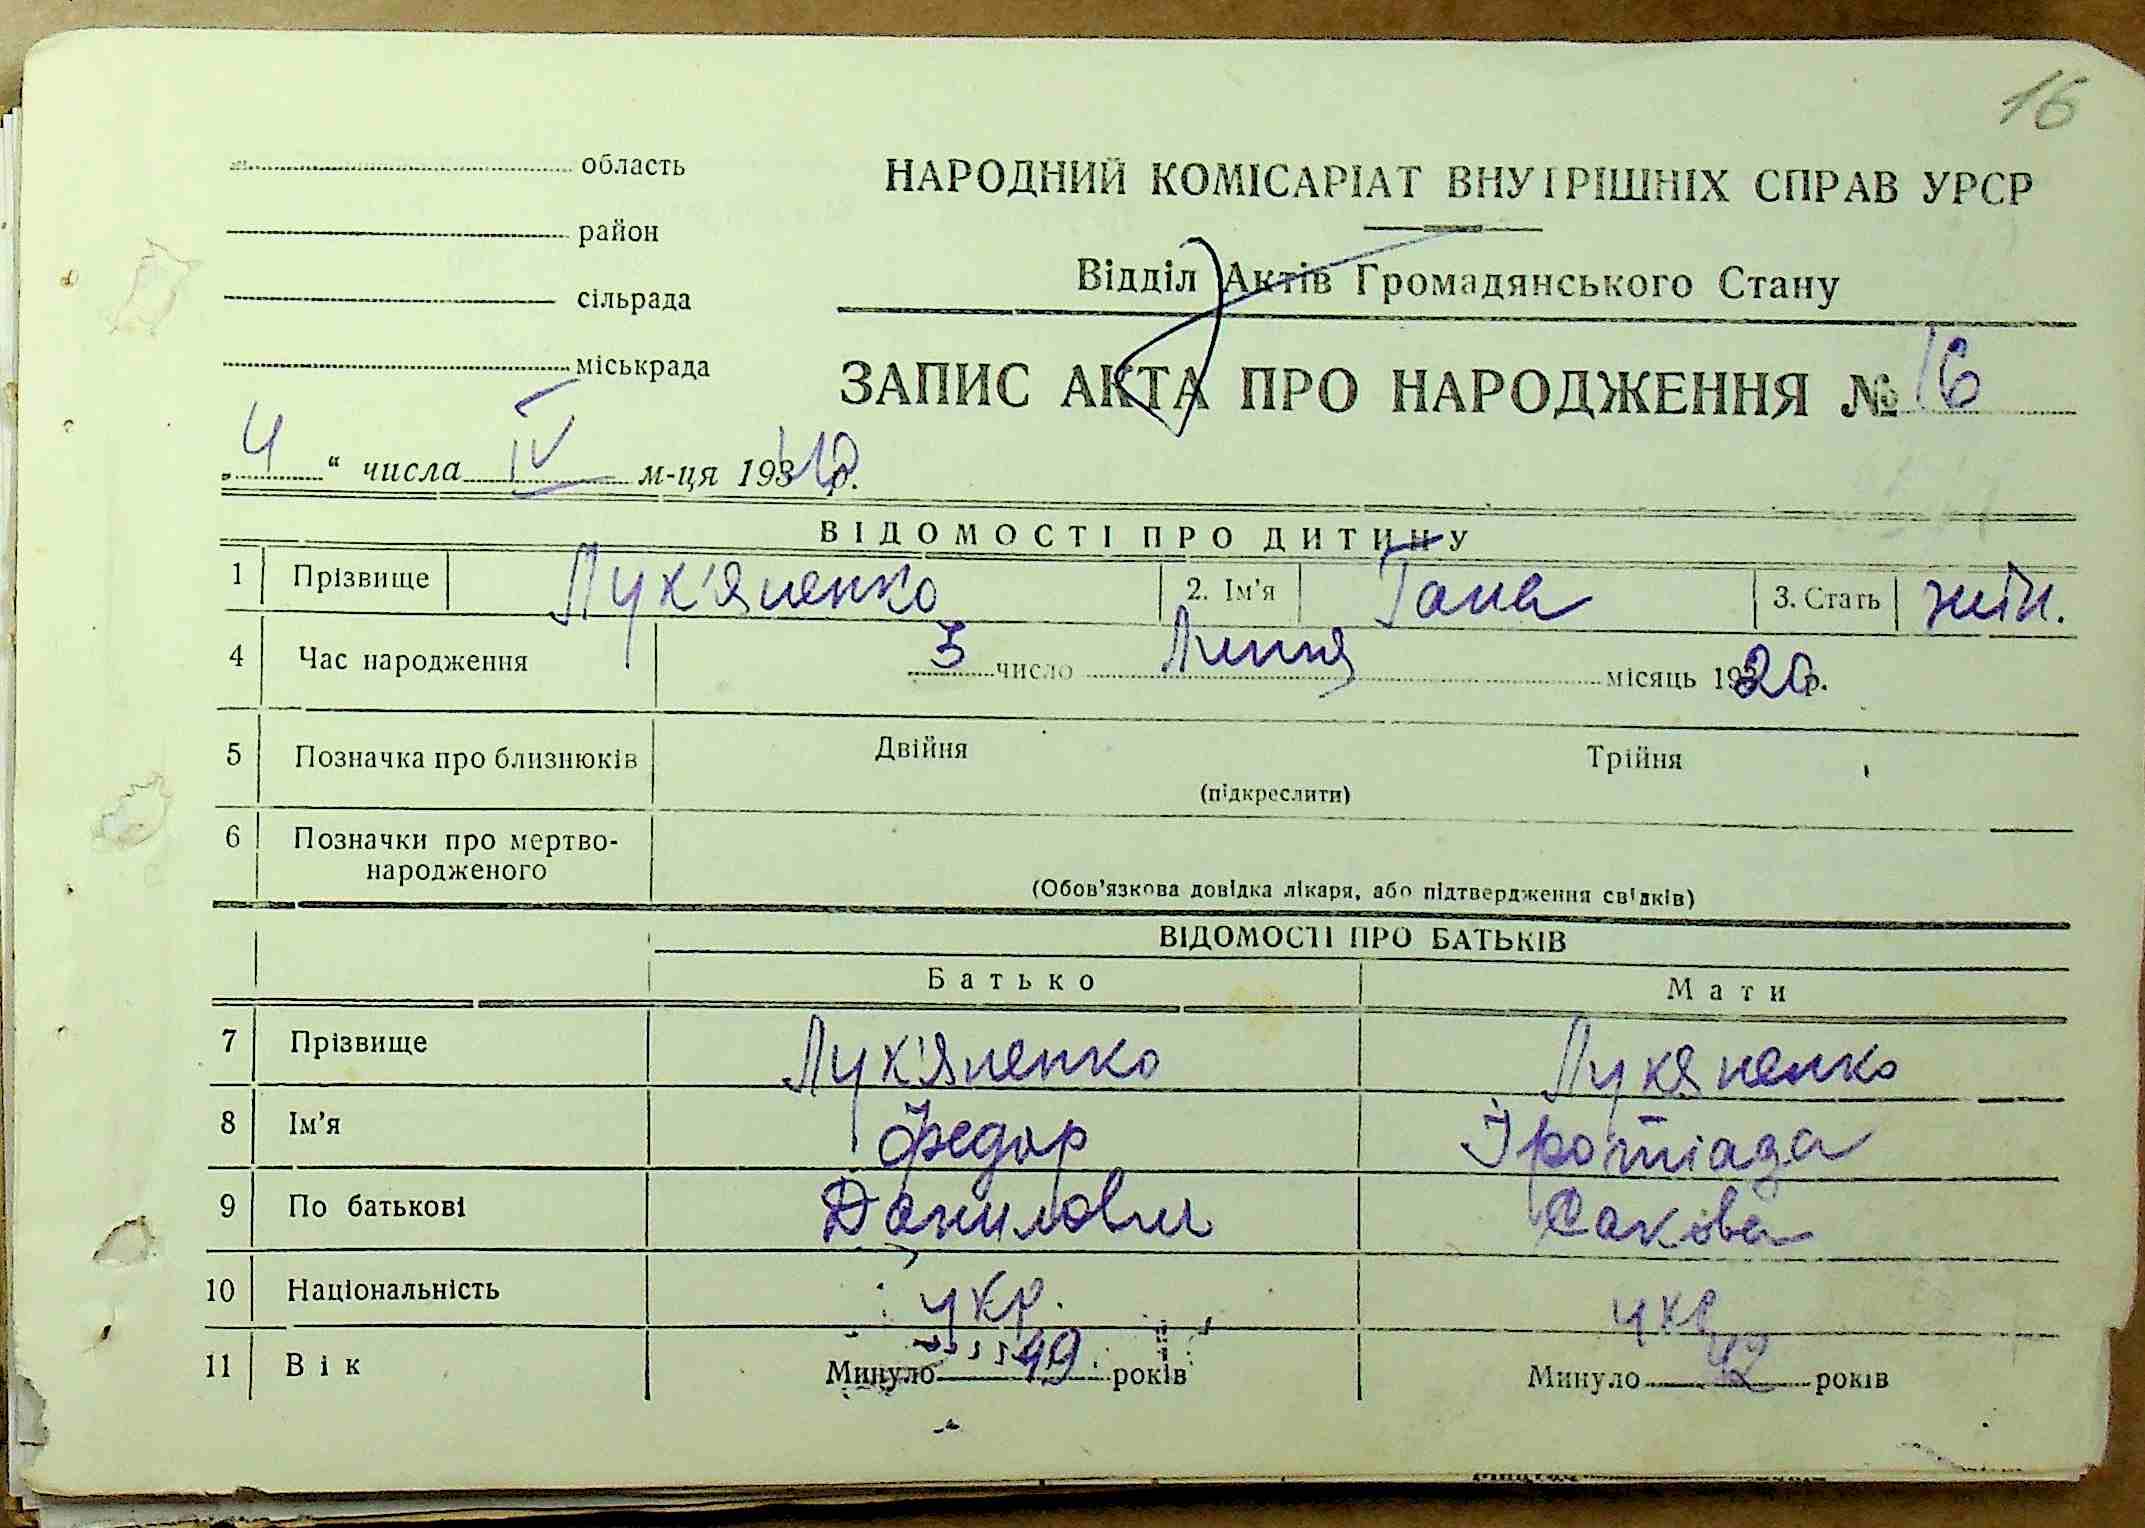 16
область
НАРОДНИЙ КОМІСАРІАТ ВНУТРІШНІХ СПРАВ УРСР
район
Відділ Актів Громадянського Стану
сільрада
міськрада
ЗАПИС АКТА ПРО НАРОДЖЕННЯ № 16
„4“ числа IV м-ця 1940 р.
ВІДОМОСТІ ПРО ДИТИНУ
1 Прізвище Лук'яненко 2. Ім'я Гана 3. Стать жін.
4 Час народження 3 число Липня місяць 1920 р.
5 Позначка про близнюків Двійня Трійня
(підкреслити)
6 Позначки про мертво-
народженого
(Обов'язкова довідка лікаря, або підтвердження свідків)
ВІДОМОСТІ ПРО БАТЬКІВ
Батько Мати
7 Прізвище Лук'яненко Лукяненко
8 Ім'я Федор
9 По батькові Данилович Сакова
10 Національність укр. укр
11 Вік Минуло 49 років Минуло 42 років